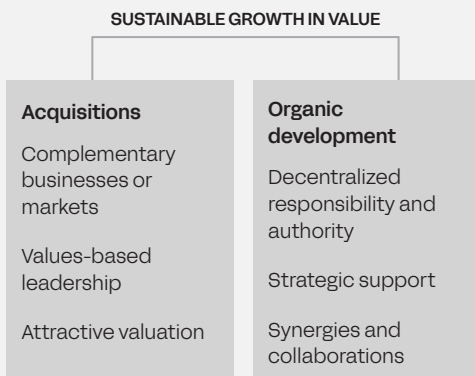 SUSTAINABLE GROWTH IN VALUE
Acquisitions
Complementary
businesses or
markets
Values-based
leadership
Attractive valuation
Organic
development
Decentralized
responsibility and
authority
Strategic support
Synergies and
collaborations